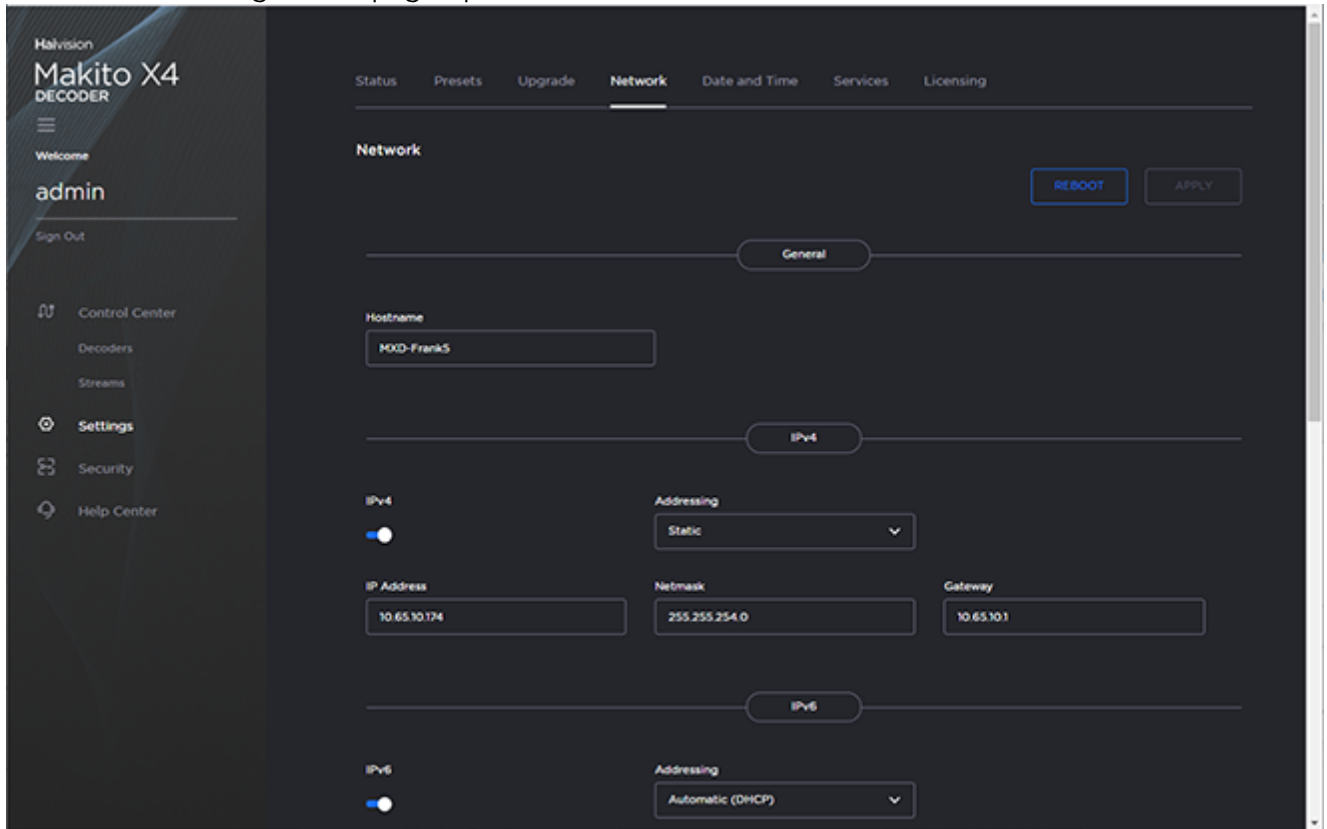 Haivision
Makito X4
DECODER
Welcome
admin
Sign Out
Control Center
Decoders
Streams
Settings
Security
Help Center
Status Presets Upgrade Network Date and Time Services Licensing
Network
REBOOT APPLY
General
Hostname
MXD-Frank5
IPv4
IPv4 Addressing
Static
IP Address Netmask Gateway
10.65.10.174 255.255.254.0 10.65.10.1
IPv6
IPv6 Addressing
Automatic (DHCP)